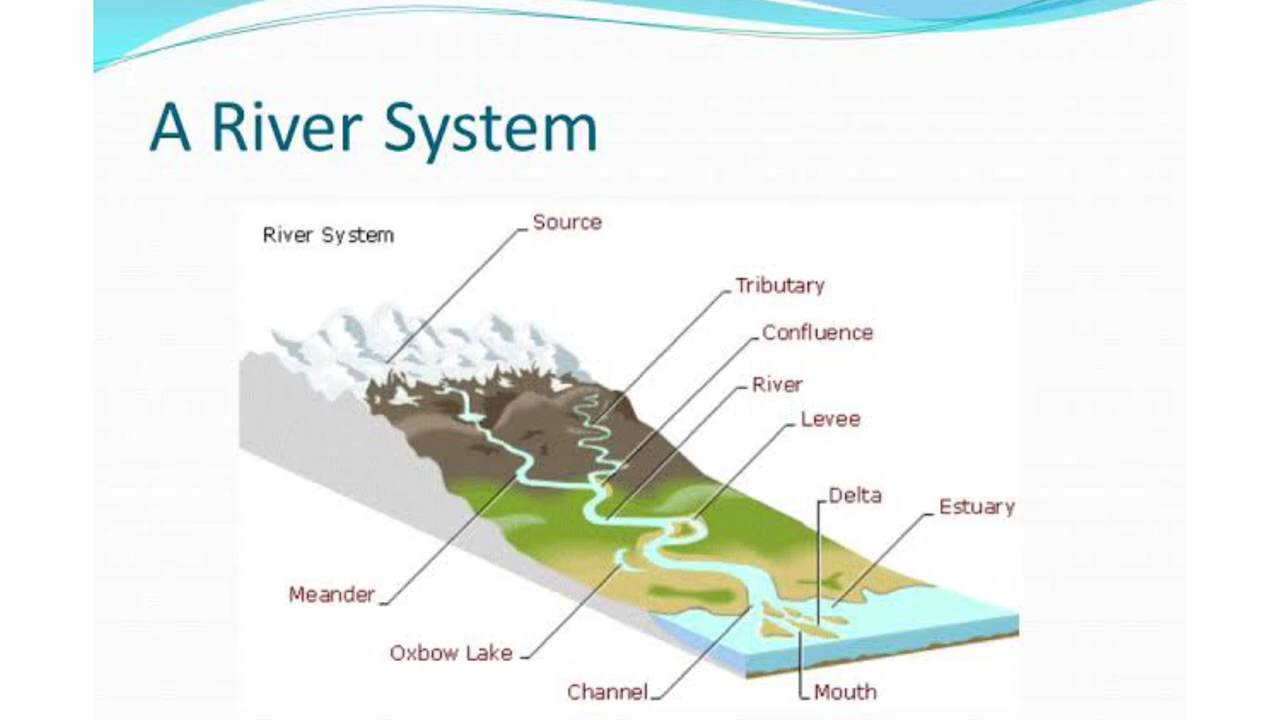 A River System
River System
Source
Tributary
Confluence
River
Levee
Delta
Estuary
Meander
Oxbow Lake
Channel
Mouth